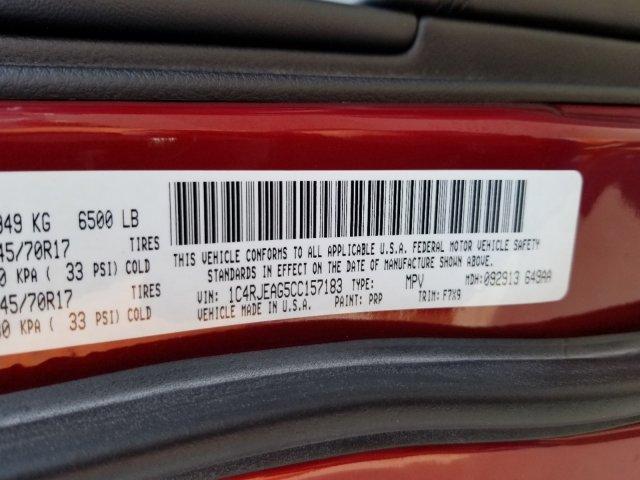 949 KG 6500 LB
45/70R17 TIRES
0 KPA ( 33 PSI) COLD
45/70R17 TIRES
0 KPA ( 33 PSI) COLD
THIS VEHICLE CONFORMS TO ALL APPLICABLE U.S.A. FEDERAL MOTOR VEHICLE SAFETY
STANDARDS IN EFFECT ON THE DATE OF MANUFACTURE SHOWN ABOVE.
VIN: 1C4RJEAG5CC157183 TYPE: MPV MDH: 092913 649AA
VEHICLE MADE IN U.S.A. PAINT: PRP TRIM: F7X9